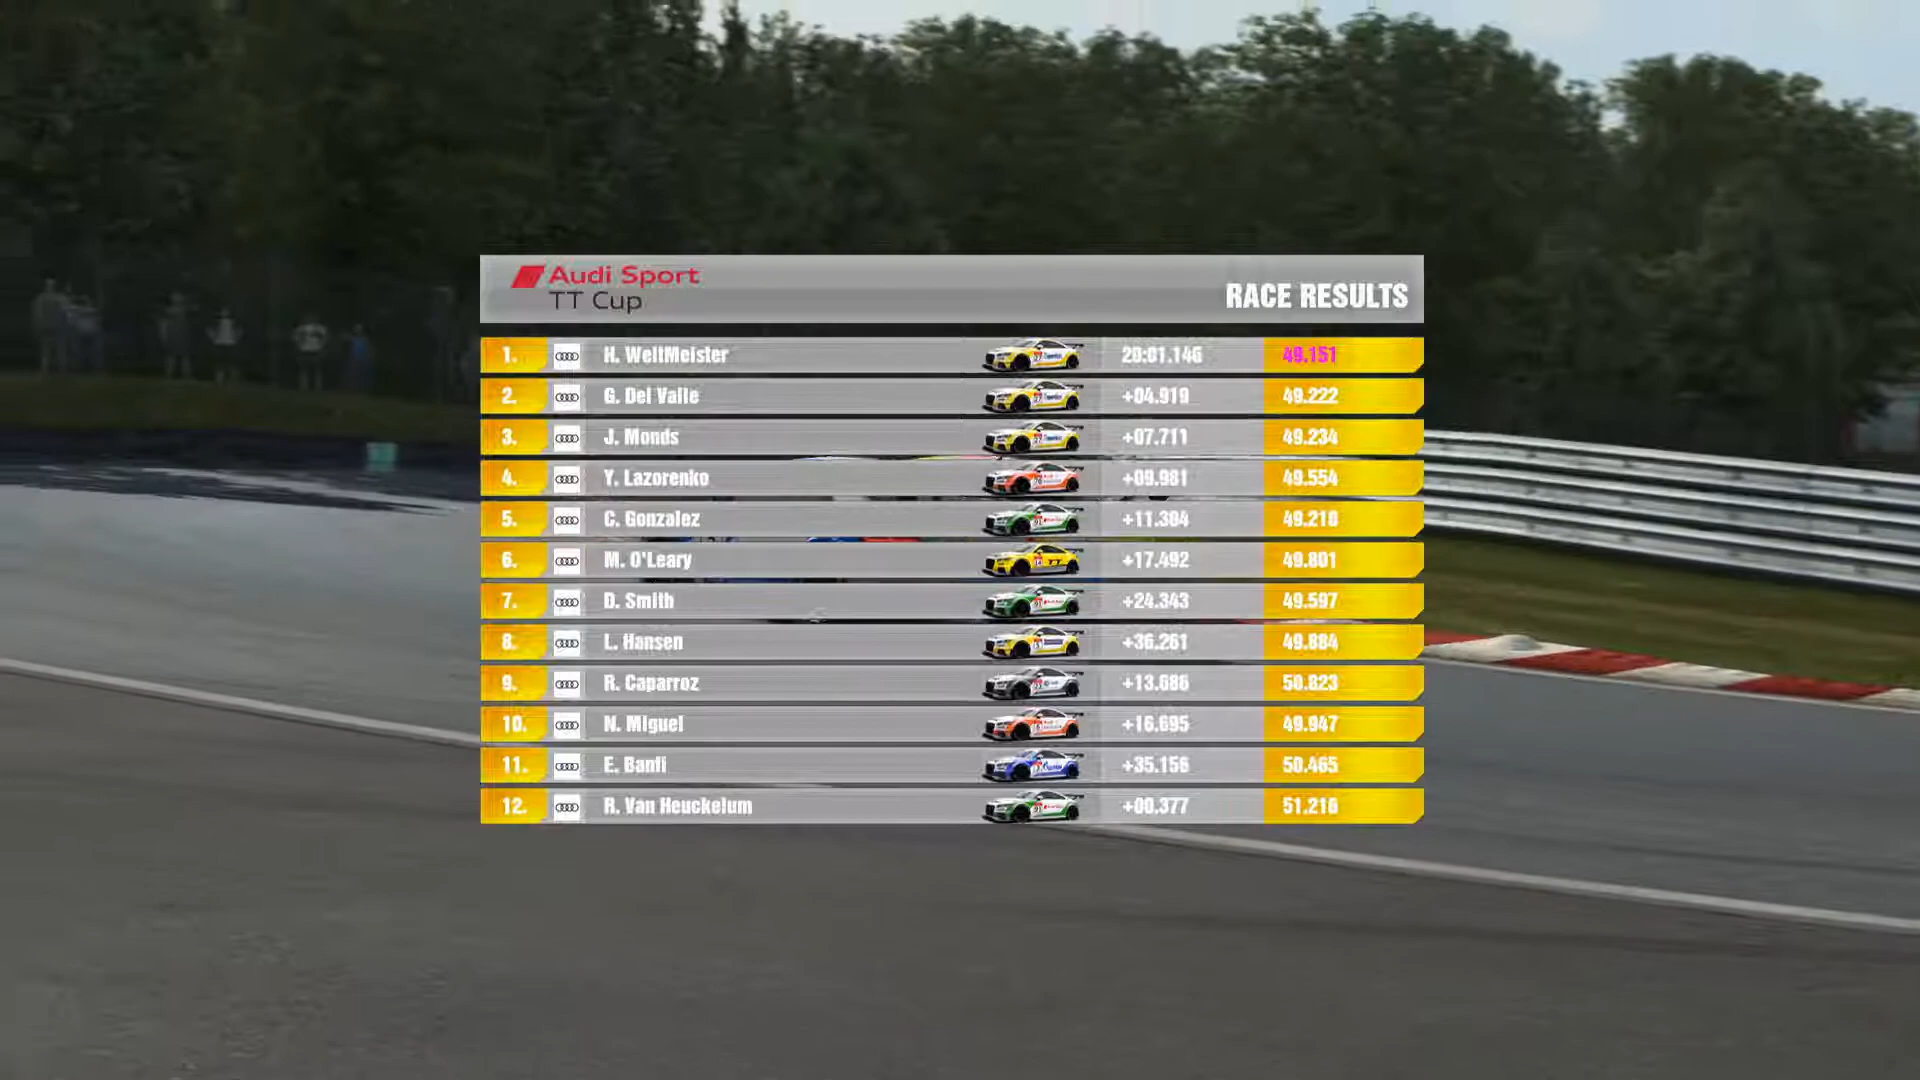 Audi Sport
TT Cup
RACE RESULTS
1. H. WeltMeister 20:01.146 49.151
2. G. Del Valle +04.919 49.222
3. J. Monds +07.711 49.234
4. Y. Lazorenko +09.981 49.554
5. C. Gonzalez +11.304 49.218
6. M. O'Leary +17.492 49.801
7. D. Smith +24.343 49.597
8. L. Hansen +36.261 49.884
9. R. Caparroz +13.686 50.823
10. N. Miguel +16.695 49.947
11. E. Banfi +35.156 50.465
12. R. Van Heuckelum +00.377 51.216